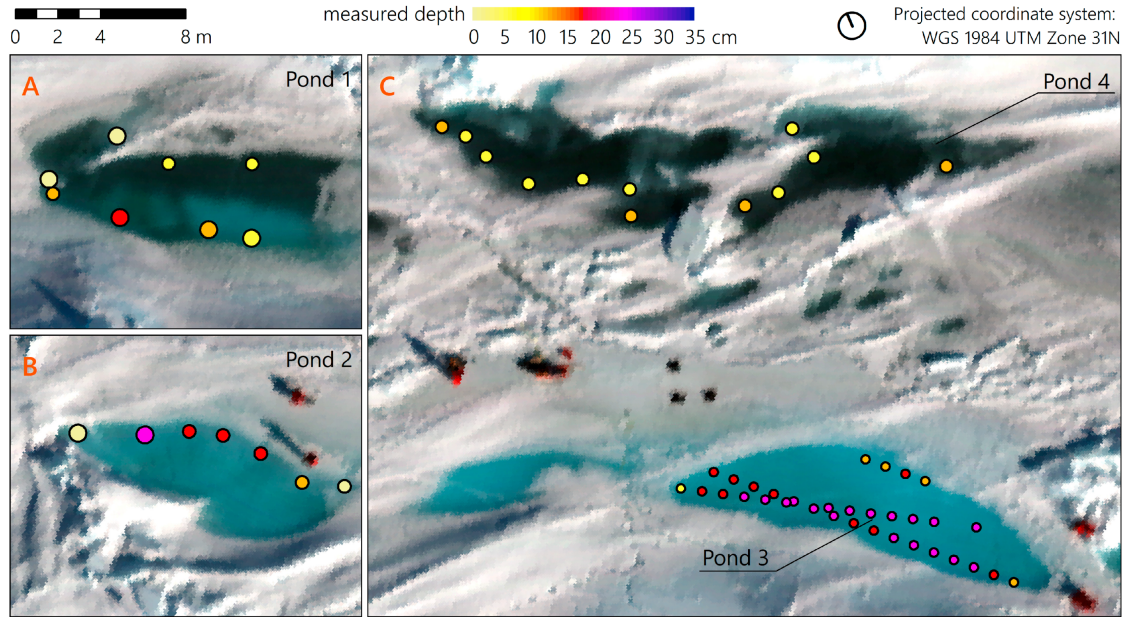 measured depth
0 2 4 8 m
0 5 10 15 20 25 30 35 cm
Projected coordinate system:
WGS 1984 UTM Zone 31N
A
Pond 1
B
Pond 2
C
Pond 4
Pond 3